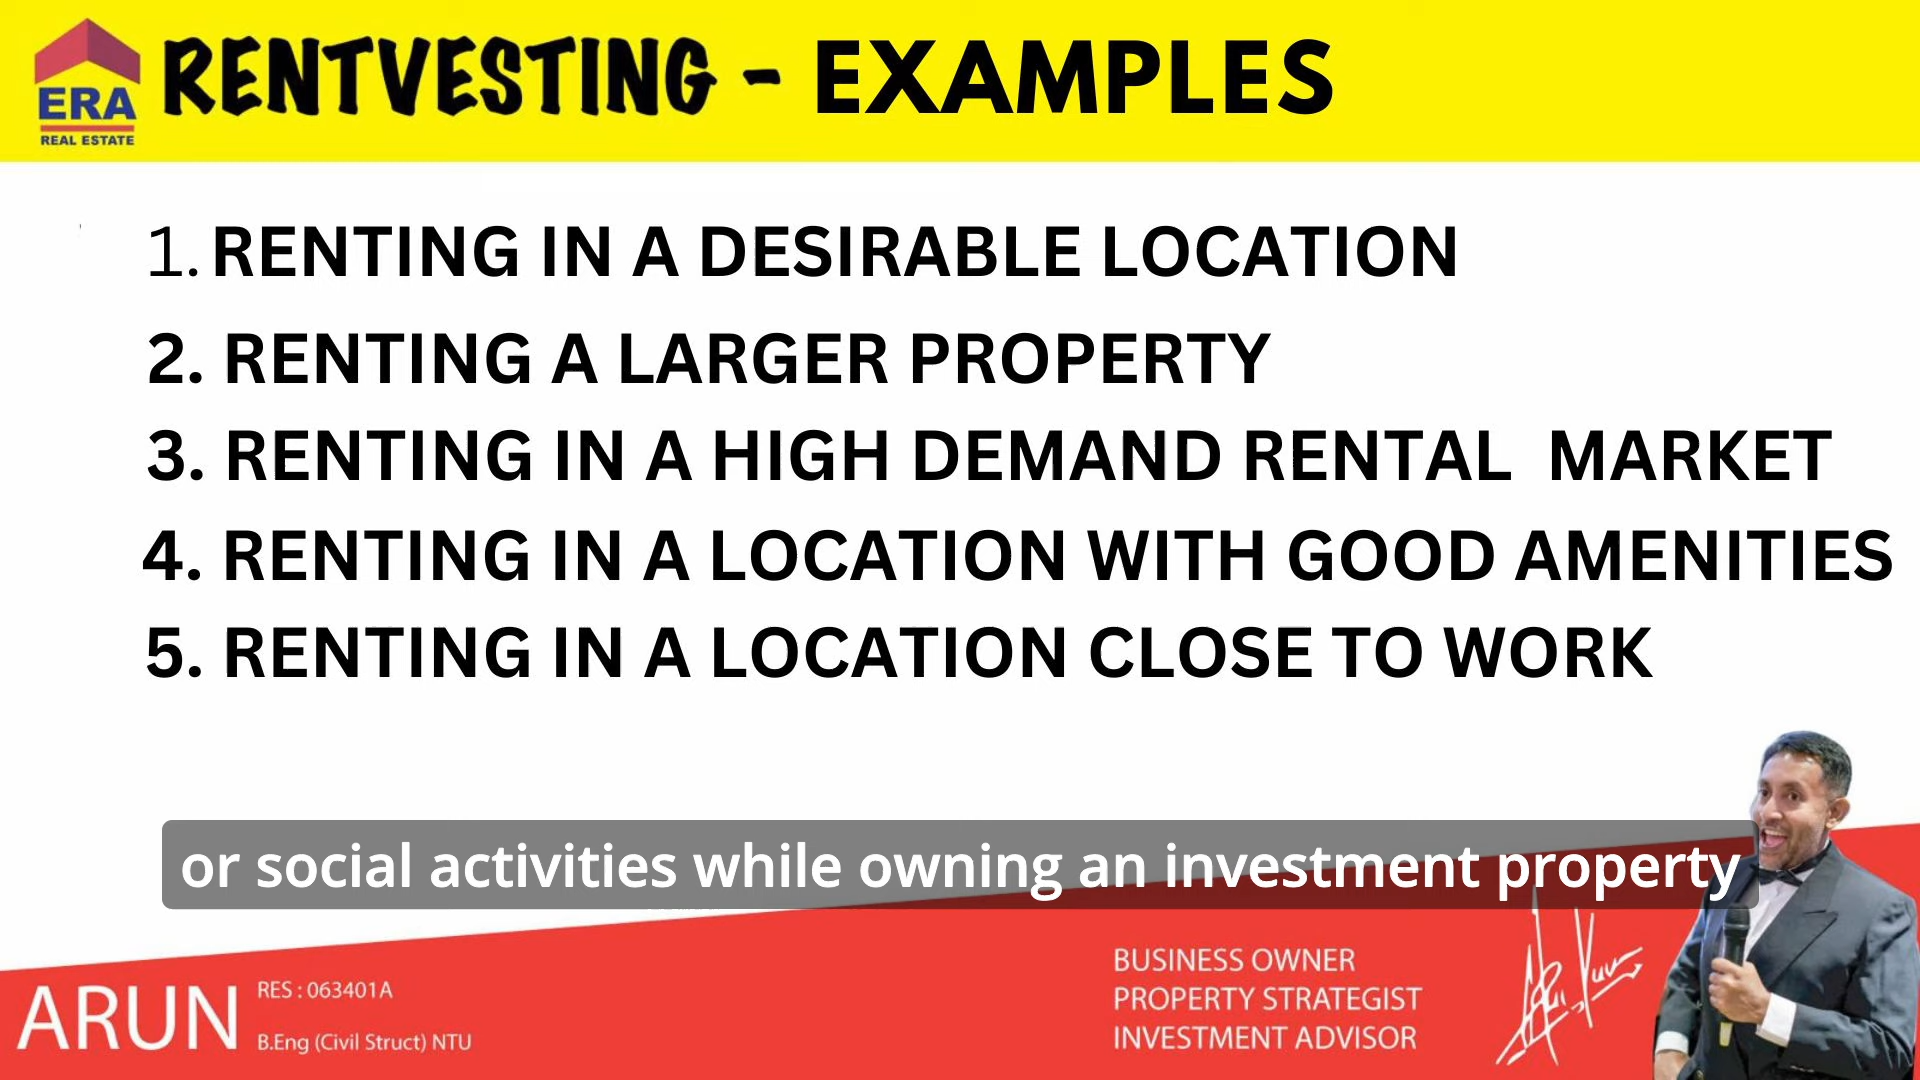 ERA
REAL ESTATE
RENTVESTING - EXAMPLES
1. RENTING IN A DESIRABLE LOCATION
2. RENTING A LARGER PROPERTY
3. RENTING IN A HIGH DEMAND RENTAL MARKET
4. RENTING IN A LOCATION WITH GOOD AMENITIES
5. RENTING IN A LOCATION CLOSE TO WORK
or social activities while owning an investment property
ARUN
RES : 063401A
B.Eng (Civil Struct) NTU
BUSINESS OWNER
PROPERTY STRATEGIST
INVESTMENT ADVISOR